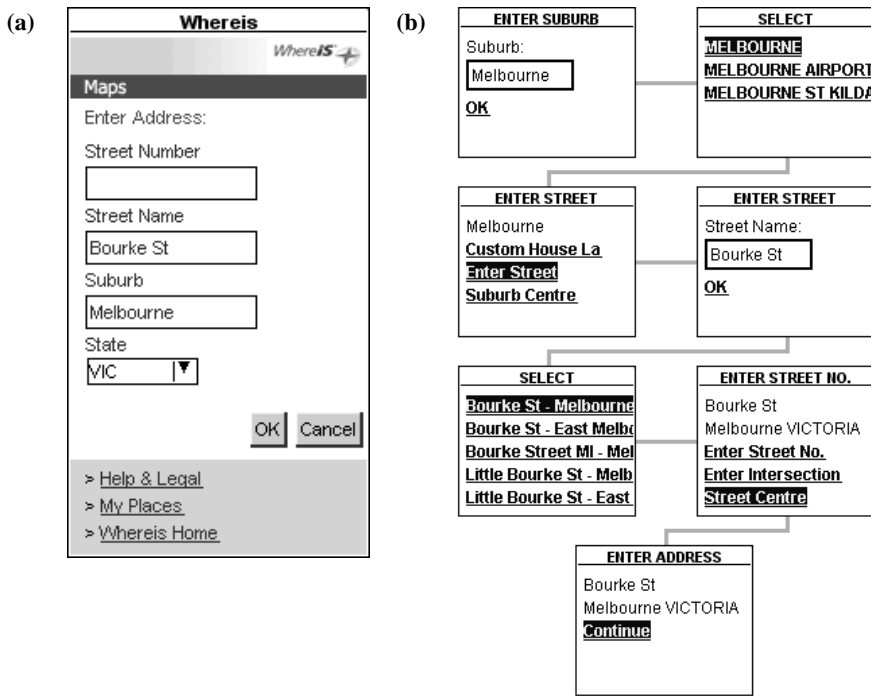 (a)
Whereis
Whereis
Maps
Enter Address:
Street Number
Street Name
Bourke St
Suburb
Melbourne
State
VIC
OK Cancel
> Help & Legal
> My Places
> Whereis Home
(b)
ENTER SUBURB
Suburb:
Melbourne
OK
SELECT
MELBOURNE
MELBOURNE AIRPORT
MELBOURNE ST KILDA
ENTER STREET
Melbourne
Custom House La
Enter Street
Suburb Centre
ENTER STREET
Street Name:
Bourke St
OK
SELECT
Bourke St - Melbourne
Bourke St - East Melbo
Bourke Street Ml - Mel
Little Bourke St - Melb
Little Bourke St - East
ENTER STREET NO.
Bourke St
Melbourne VICTORIA
Enter Street No.
Enter Intersection
Street Centre
ENTER ADDRESS
Bourke St
Melbourne VICTORIA
Continue